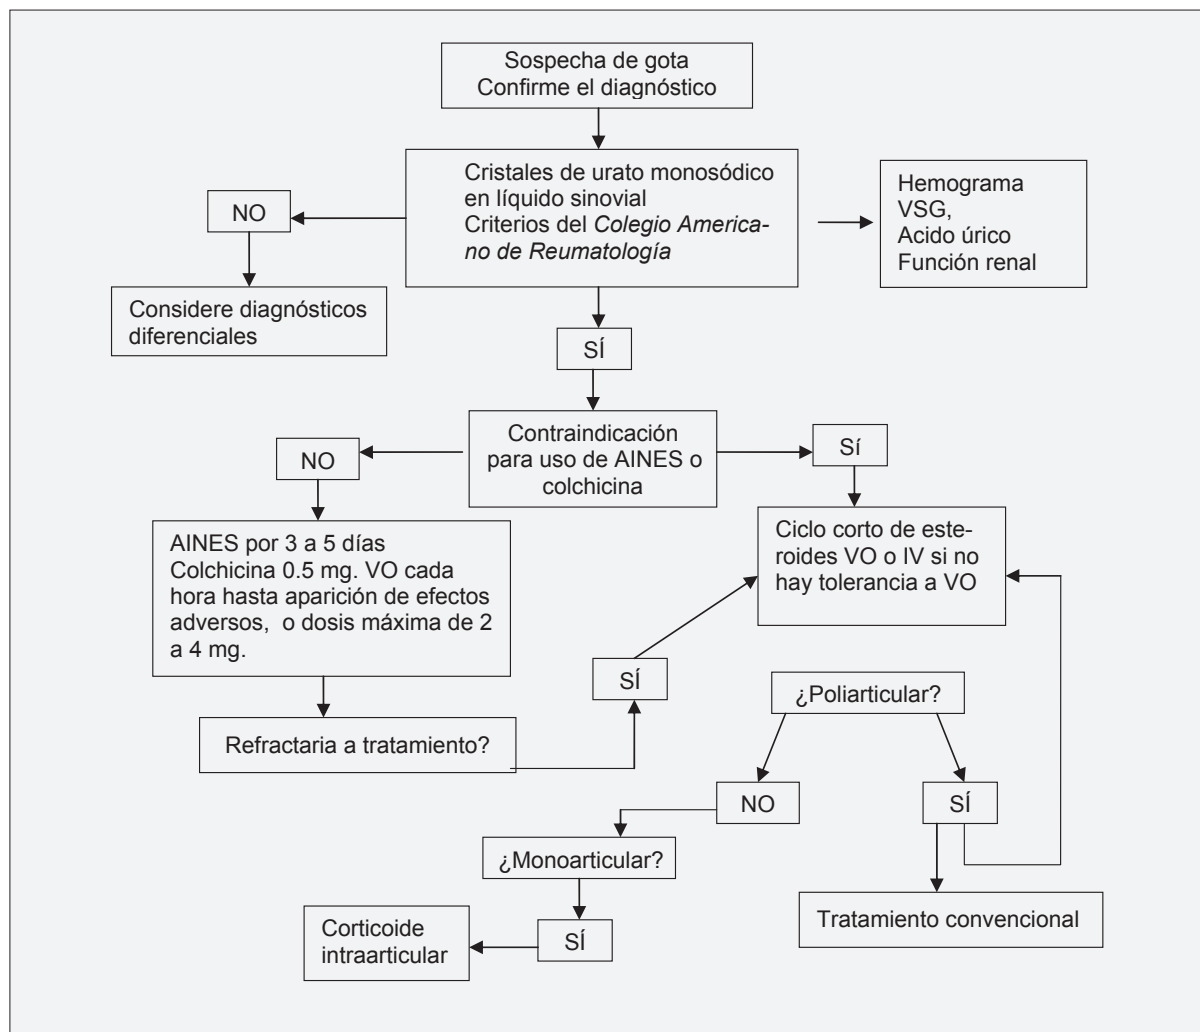 Sospecha de gota
Confirme el diagnóstico
Cristales de urato monosódico
en líquido sinovial
Criterios del Colegio America-
no de Reumatología
Hemograma
VSG,
Acido úrico
Función renal
NO
Considere diagnósticos
diferenciales
SÍ
Contraindicación
para uso de AINES o
colchicina
NO
Sí
AINES por 3 a 5 días
Colchicina 0.5 mg. VO cada
hora hasta aparición de efectos
adversos, o dosis máxima de 2
a 4 mg.
Ciclo corto de este-
roides VO o IV si no
hay tolerancia a VO
SÍ
Refractaria a tratamiento?
¿Poliarticular?
NO
SÍ
¿Monoarticular?
Tratamiento convencional
SÍ
Corticoide
intraarticular